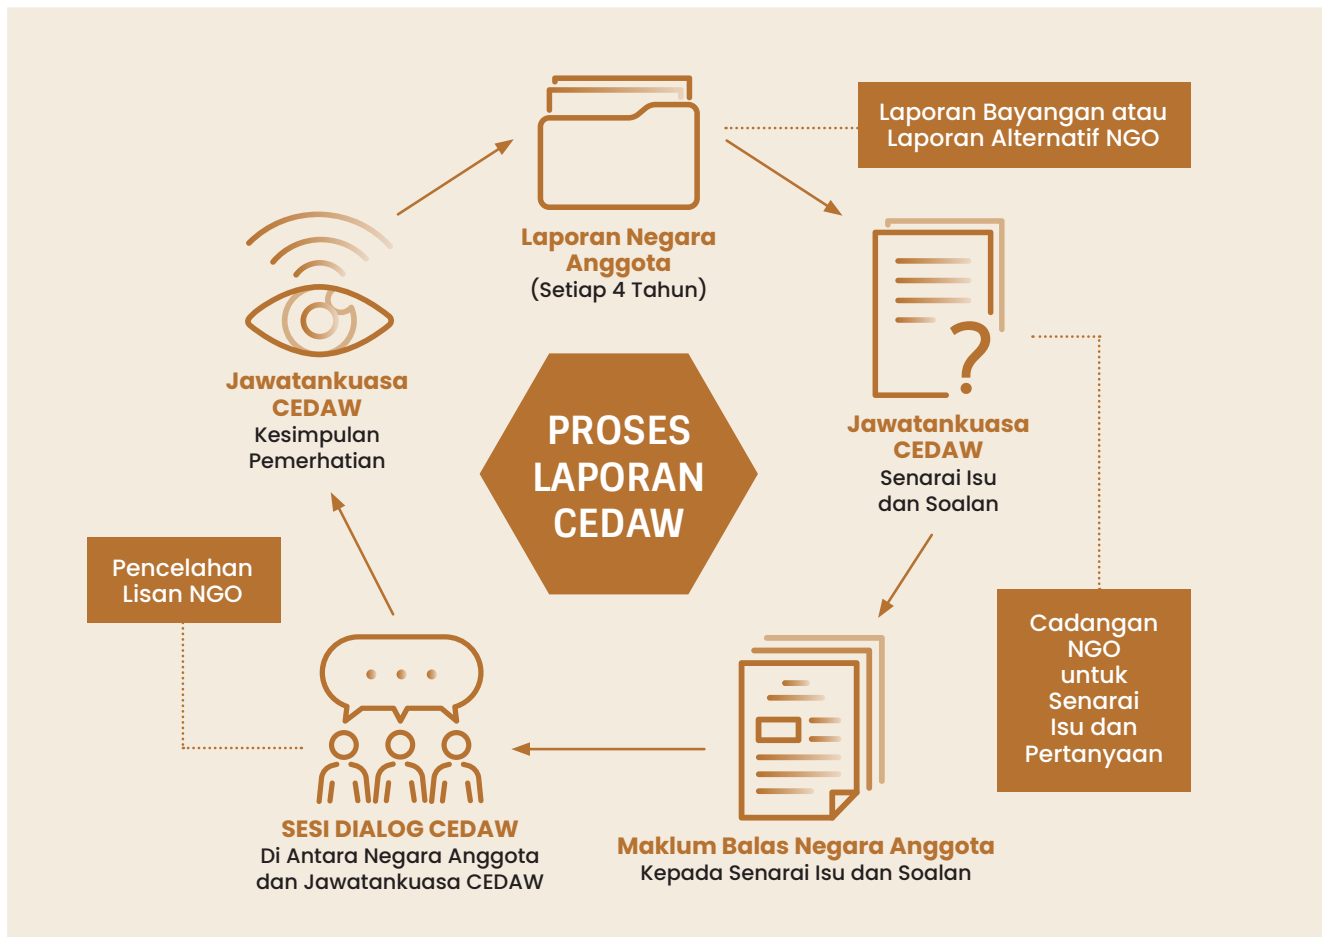 Laporan Bayangan atau
Laporan Alternatif NGO
Laporan Negara
Anggota
(Setiap 4 Tahun)
Jawatankuasa
CEDAW
Kesimpulan
Pemerhatian
PROSES
LAPORAN
CEDAW
Jawatankuasa
CEDAW
Senarai Isu
dan Soalan
Pencelahan
Lisan NGO
Cadangan
NGO
untuk
Senarai
Isu dan
Pertanyaan
SESI DIALOG CEDAW
Di Antara Negara Anggota
dan Jawatankuasa CEDAW
Maklum Balas Negara Anggota
Kepada Senarai Isu dan Soalan